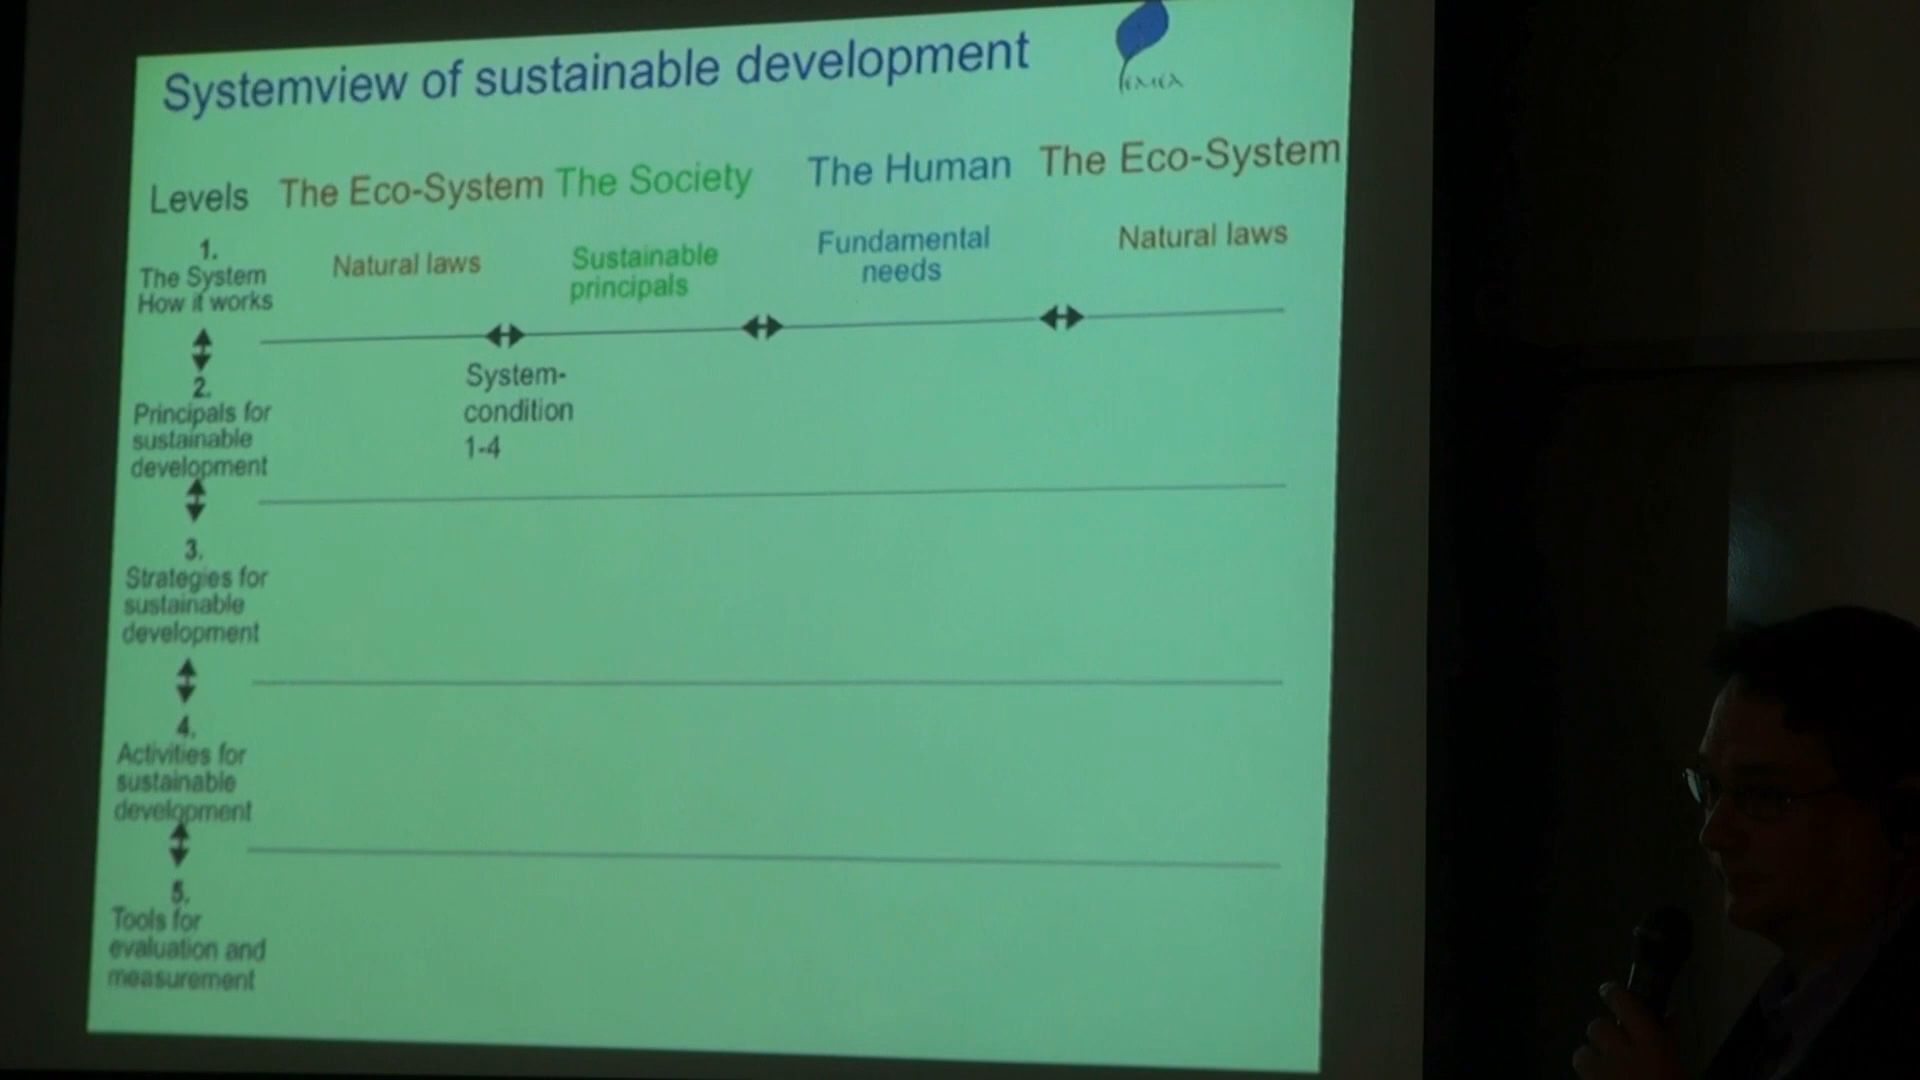 Systemview of sustainable development
Levels The Eco-System The Society The Human The Eco-System
1.
The System
How it works
Natural laws
Sustainable
principals
Fundamental
needs
Natural laws
2.
Principals for
sustainable
development
System-
condition
1-4
3.
Strategies for
sustainable
development
4.
Activities for
sustainable
development
5.
Tools for
evaluation and
measurement